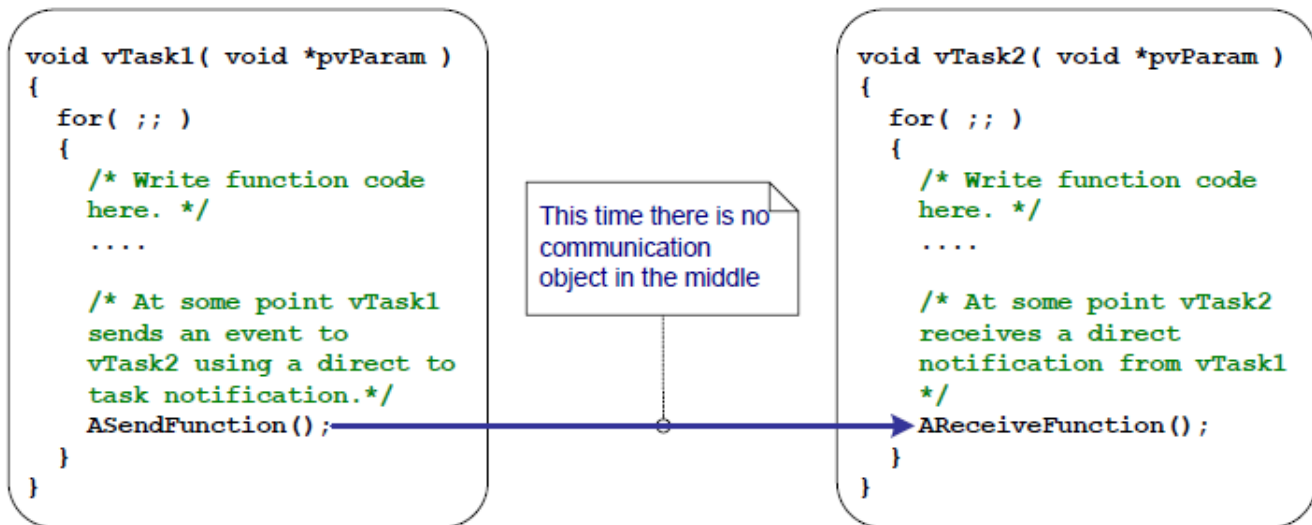 void vTask1( void *pvParam )
{
for( ;; )
{
/* Write function code
here. */
....
/* At some point vTask1
sends an event to
vTask2 using a direct to
task notification.*/
ASendFunction();
}
}
This time there is no
communication
object in the middle
void vTask2( void *pvParam )
{
for( ;; )
{
/* Write function code
here. */
....
/* At some point vTask2
receives a direct
notification from vTask1
*/
AReceiveFunction();
}
}